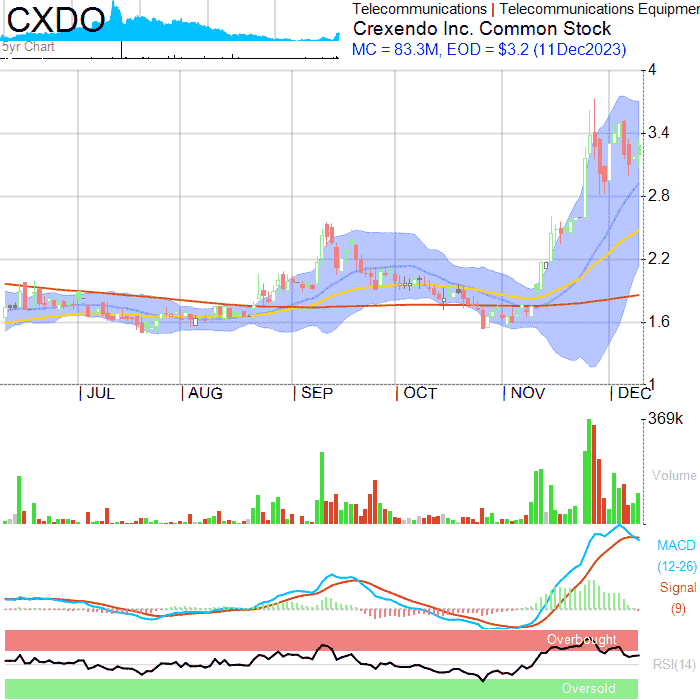 CXDO
5yr Chart
Telecommunications | Telecommunications Equipmen
Crexendo Inc. Common Stock
MC = 83.3M, EOD = $3.2 (11Dec2023)
4
3.4
2.8
2.2
1.6
1
JUL AUG SEP OCT NOV DEC
369k
Volume
MACD
(12-26)
Signal
(9)
Overbought
RSI(14)
Oversold